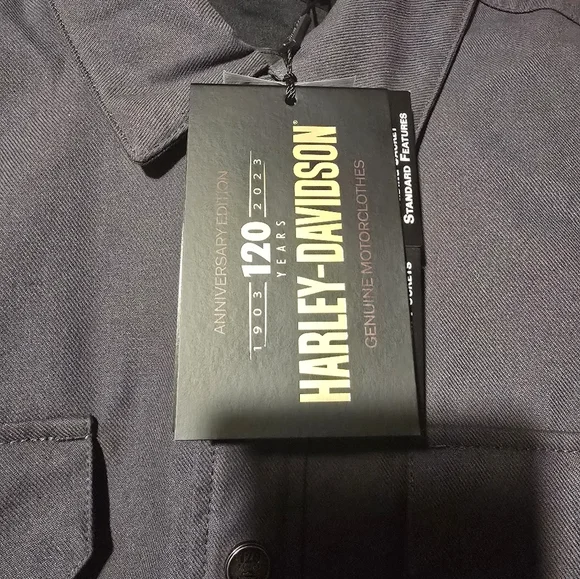 ANNIVERSARY EDITION
1903 120 2023
YEARS
HARLEY-DAVIDSON®
GENUINE MOTORCLOTHES
STANDARD FEATURES